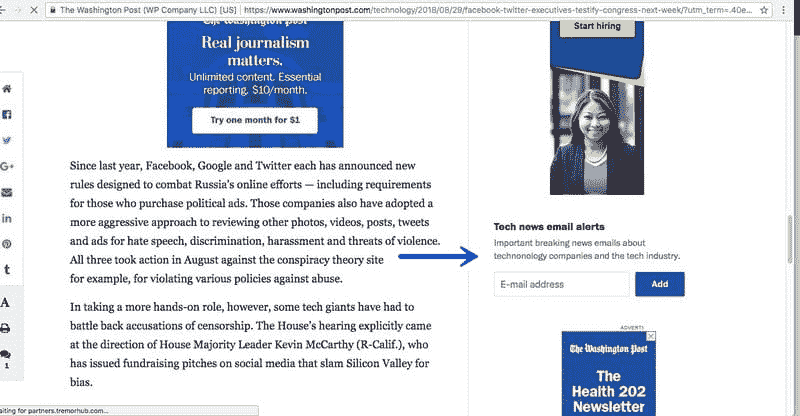 The Washington Post (WP Company LLC) [US] | https://www.washingtonpost.com/technology/2018/08/29/facebook-twitter-executives-testify-congress-next-week/?utm_term=.40e...
The Washington Post
Real journalism
matters.
Unlimited content. Essential
reporting. $10/month.
Try one month for $1
Since last year, Facebook, Google and Twitter each has announced new
rules designed to combat Russia's online efforts — including requirements
for those who purchase political ads. Those companies also have adopted a
more aggressive approach to reviewing other photos, videos, posts, tweets
and ads for hate speech, discrimination, harassment and threats of violence.
All three took action in August against the conspiracy theory site
for example, for violating various policies against abuse.
In taking a more hands-on role, however, some tech giants have had to
battle back accusations of censorship. The House's hearing explicitly came
at the direction of House Majority Leader Kevin McCarthy (R-Calif.), who
has issued fundraising pitches on social media that slam Silicon Valley for
bias.
G+
in
t
A
1
Start hiring
Tech news email alerts
Important breaking news emails about
technonology companies and the tech industry.
E-mail address
Add
ADVERTI
The Washington Post
The
Health 202
Newsletter
aiting for partners.tremorhub.com...